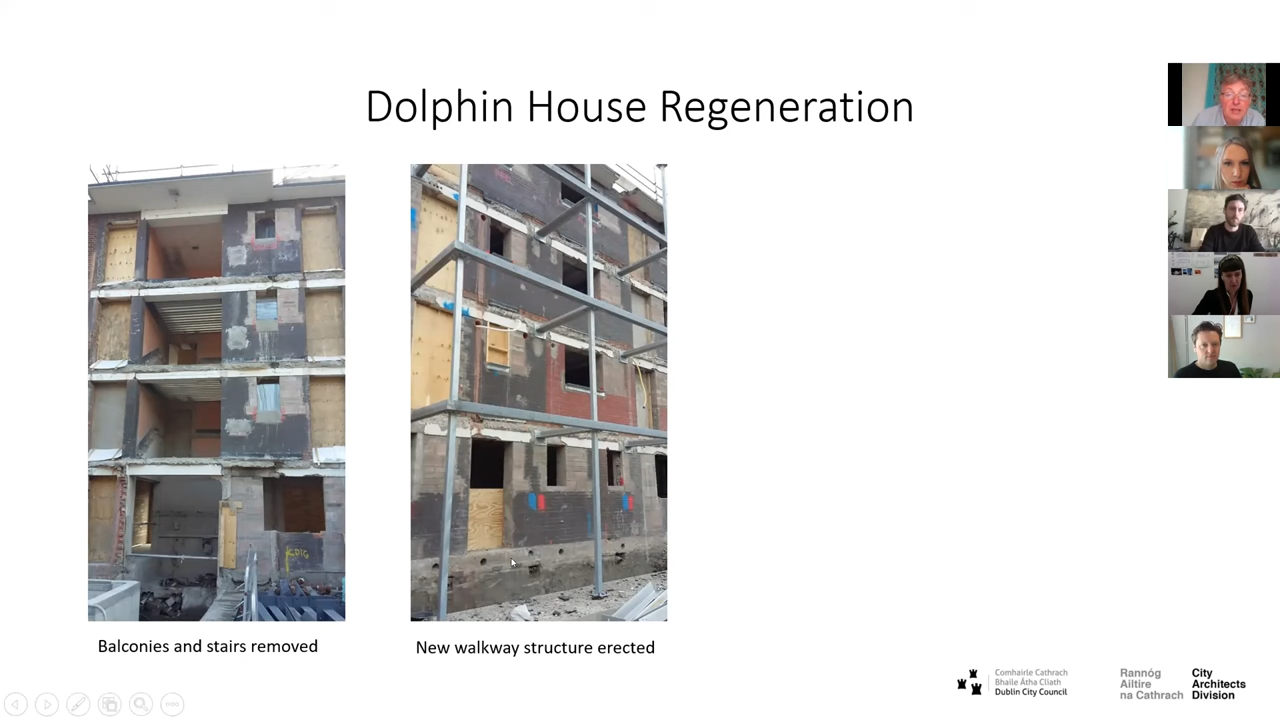 Dolphin House Regeneration
Balconies and stairs removed
New walkway structure erected
Comhairle Cathrach
Bhaile Átha Cliath
Dublin City Council
Rannóg
Ailtire
na Cathrach
City
Architects
Division